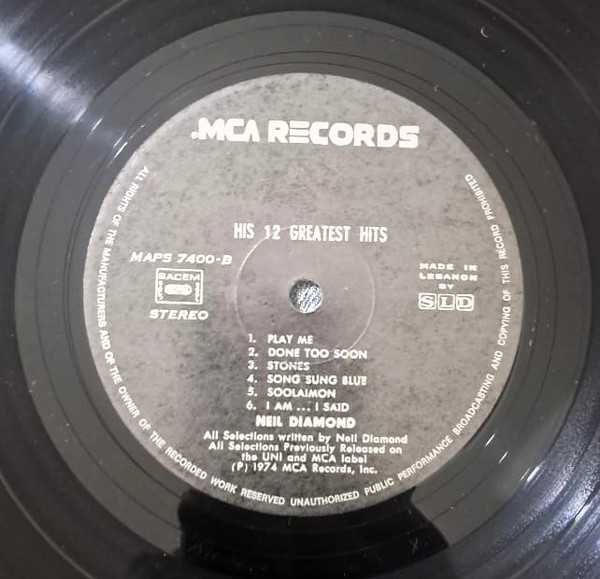 MCA RECORDS
HIS 12 GREATEST HITS
MAPS 7400-B
SACEM
STEREO
MADE IN
LEBANON
BY
SLD
1. PLAY ME
2. DONE TOO SOON
3. STONES
4. SONG SUNG BLUE
5. SOOLAIMON
6. I AM ... I SAID
NEIL DIAMOND
All Selections written by Neil Diamond
All Selections Previously Released on
the UNI and MCA label
(P) 1974 MCA Records, Inc.
ALL RIGHTS OF THE MANUFACTURERS AND OF THE OWNER OF THE RECORDED WORK RESERVED UNAUTHORIZED PUBLIC PERFORMANCE BROADCASTING AND COPYING OF THIS RECORD PROHIBITED